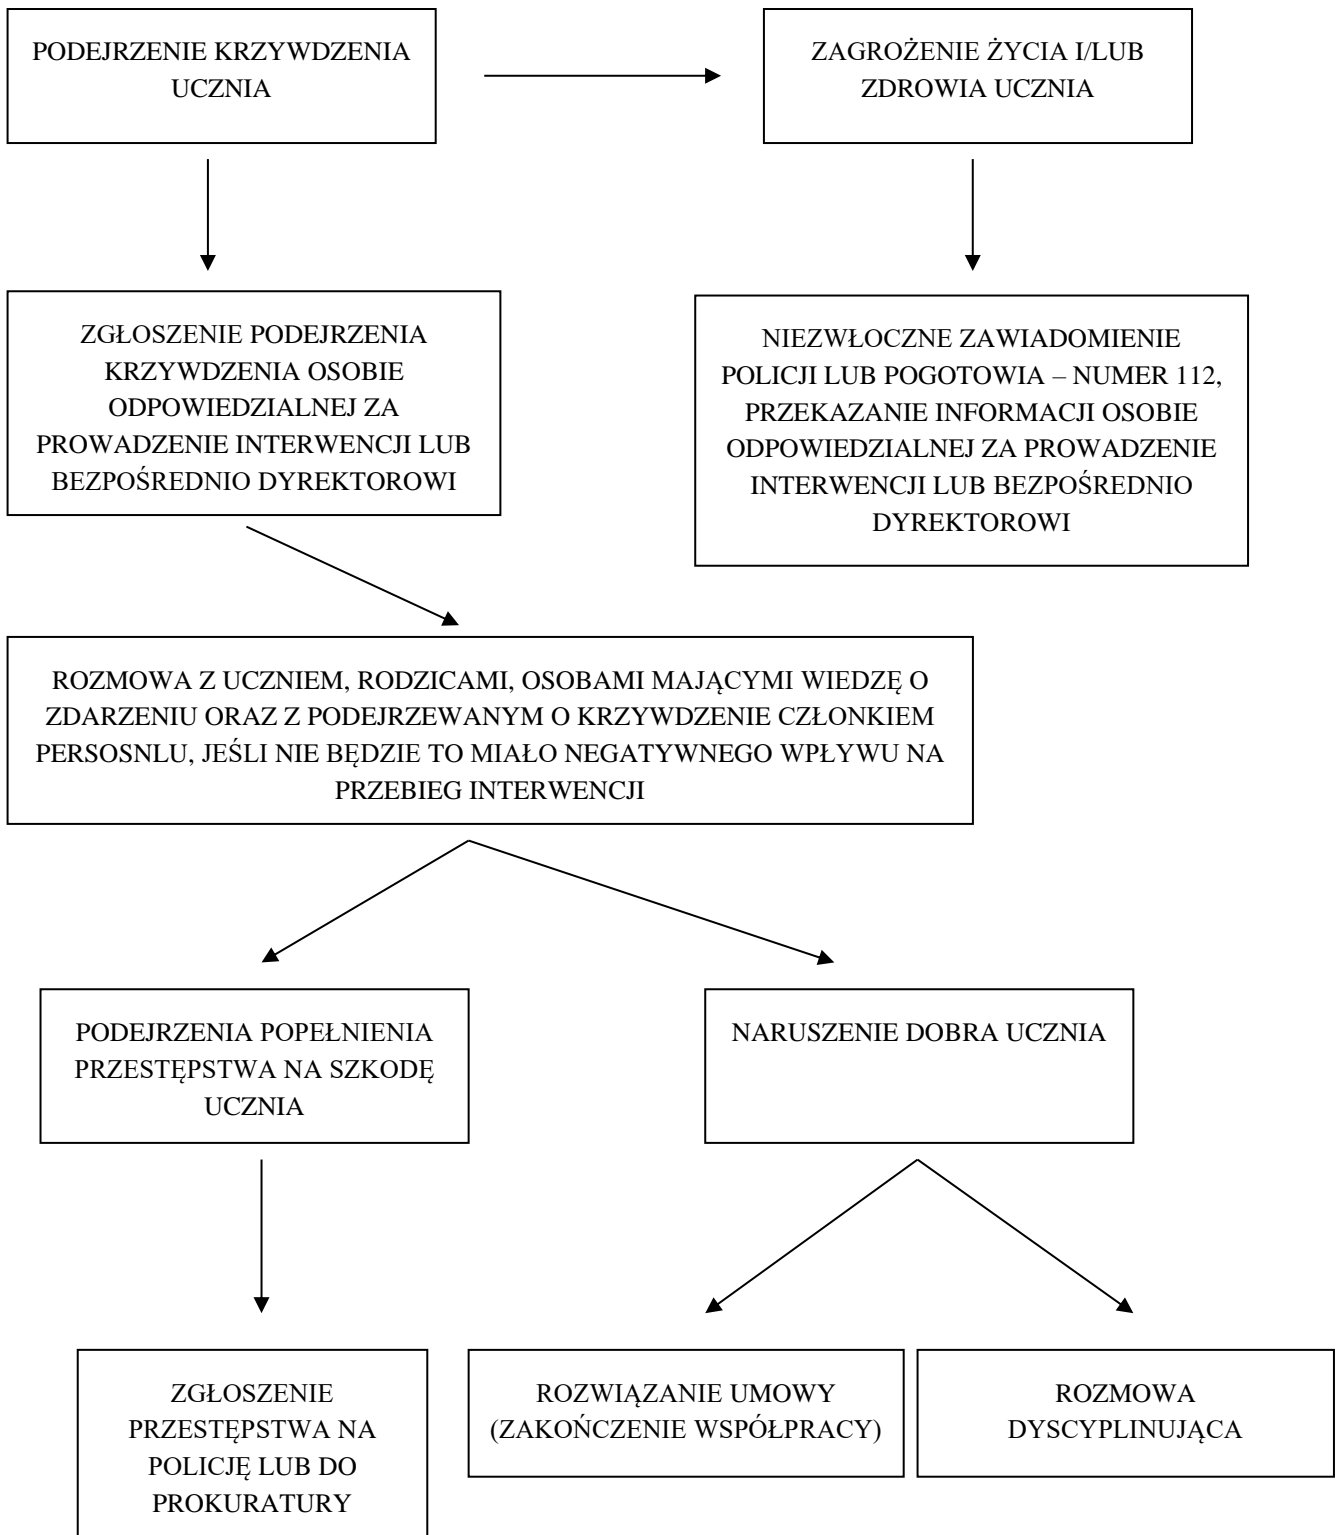 PODEJRZENIE KRZYWDZENIA
UCZNIA
ZAGROŻENIE ŻYCIA I/LUB
ZDROWIA UCZNIA
ZGŁOSZENIE PODEJRZENIA
KRZYWDZENIA OSOBIE
ODPOWIEDZIALNEJ ZA
PROWADZENIE INTERWENCJI LUB
BEZPOŚREDNIO DYREKTOROWI
NIEZWŁOCZNE ZAWIADOMIENIE
POLICJI LUB POGOTOWIA – NUMER 112,
PRZEKAZANIE INFORMACJI OSOBIE
ODPOWIEDZIALNEJ ZA PROWADZENIE
INTERWENCJI LUB BEZPOŚREDNIO
DYREKTOROWI
ROZMOWA Z UCZNIEM, RODZICAMI, OSOBAMI MAJĄCYMI WIEDZĘ O
ZDARZENIU ORAZ Z PODEJRZEWANYM O KRZYWDZENIE CZŁONKIEM
PERSOSNLU, JEŚLI NIE BĘDZIE TO MIAŁO NEGATYWNEGO WPŁYWU NA
PRZEBIEG INTERWENCJI
PODEJRZENIA POPEŁNIENIA
PRZESTĘPSTWA NA SZKODĘ
UCZNIA
NARUSZENIE DOBRA UCZNIA
ZGŁOSZENIE
PRZESTĘPSTWA NA
POLICJĘ LUB DO
PROKURATURY
ROZWIĄZANIE UMOWY
(ZAKOŃCZENIE WSPÓŁPRACY)
ROZMOWA
DYSCYPLINUJĄCA